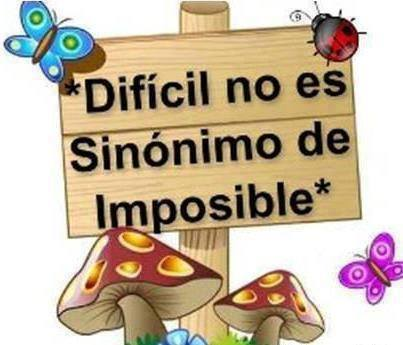 *Difícil no es
Sinónimo de
Imposible*